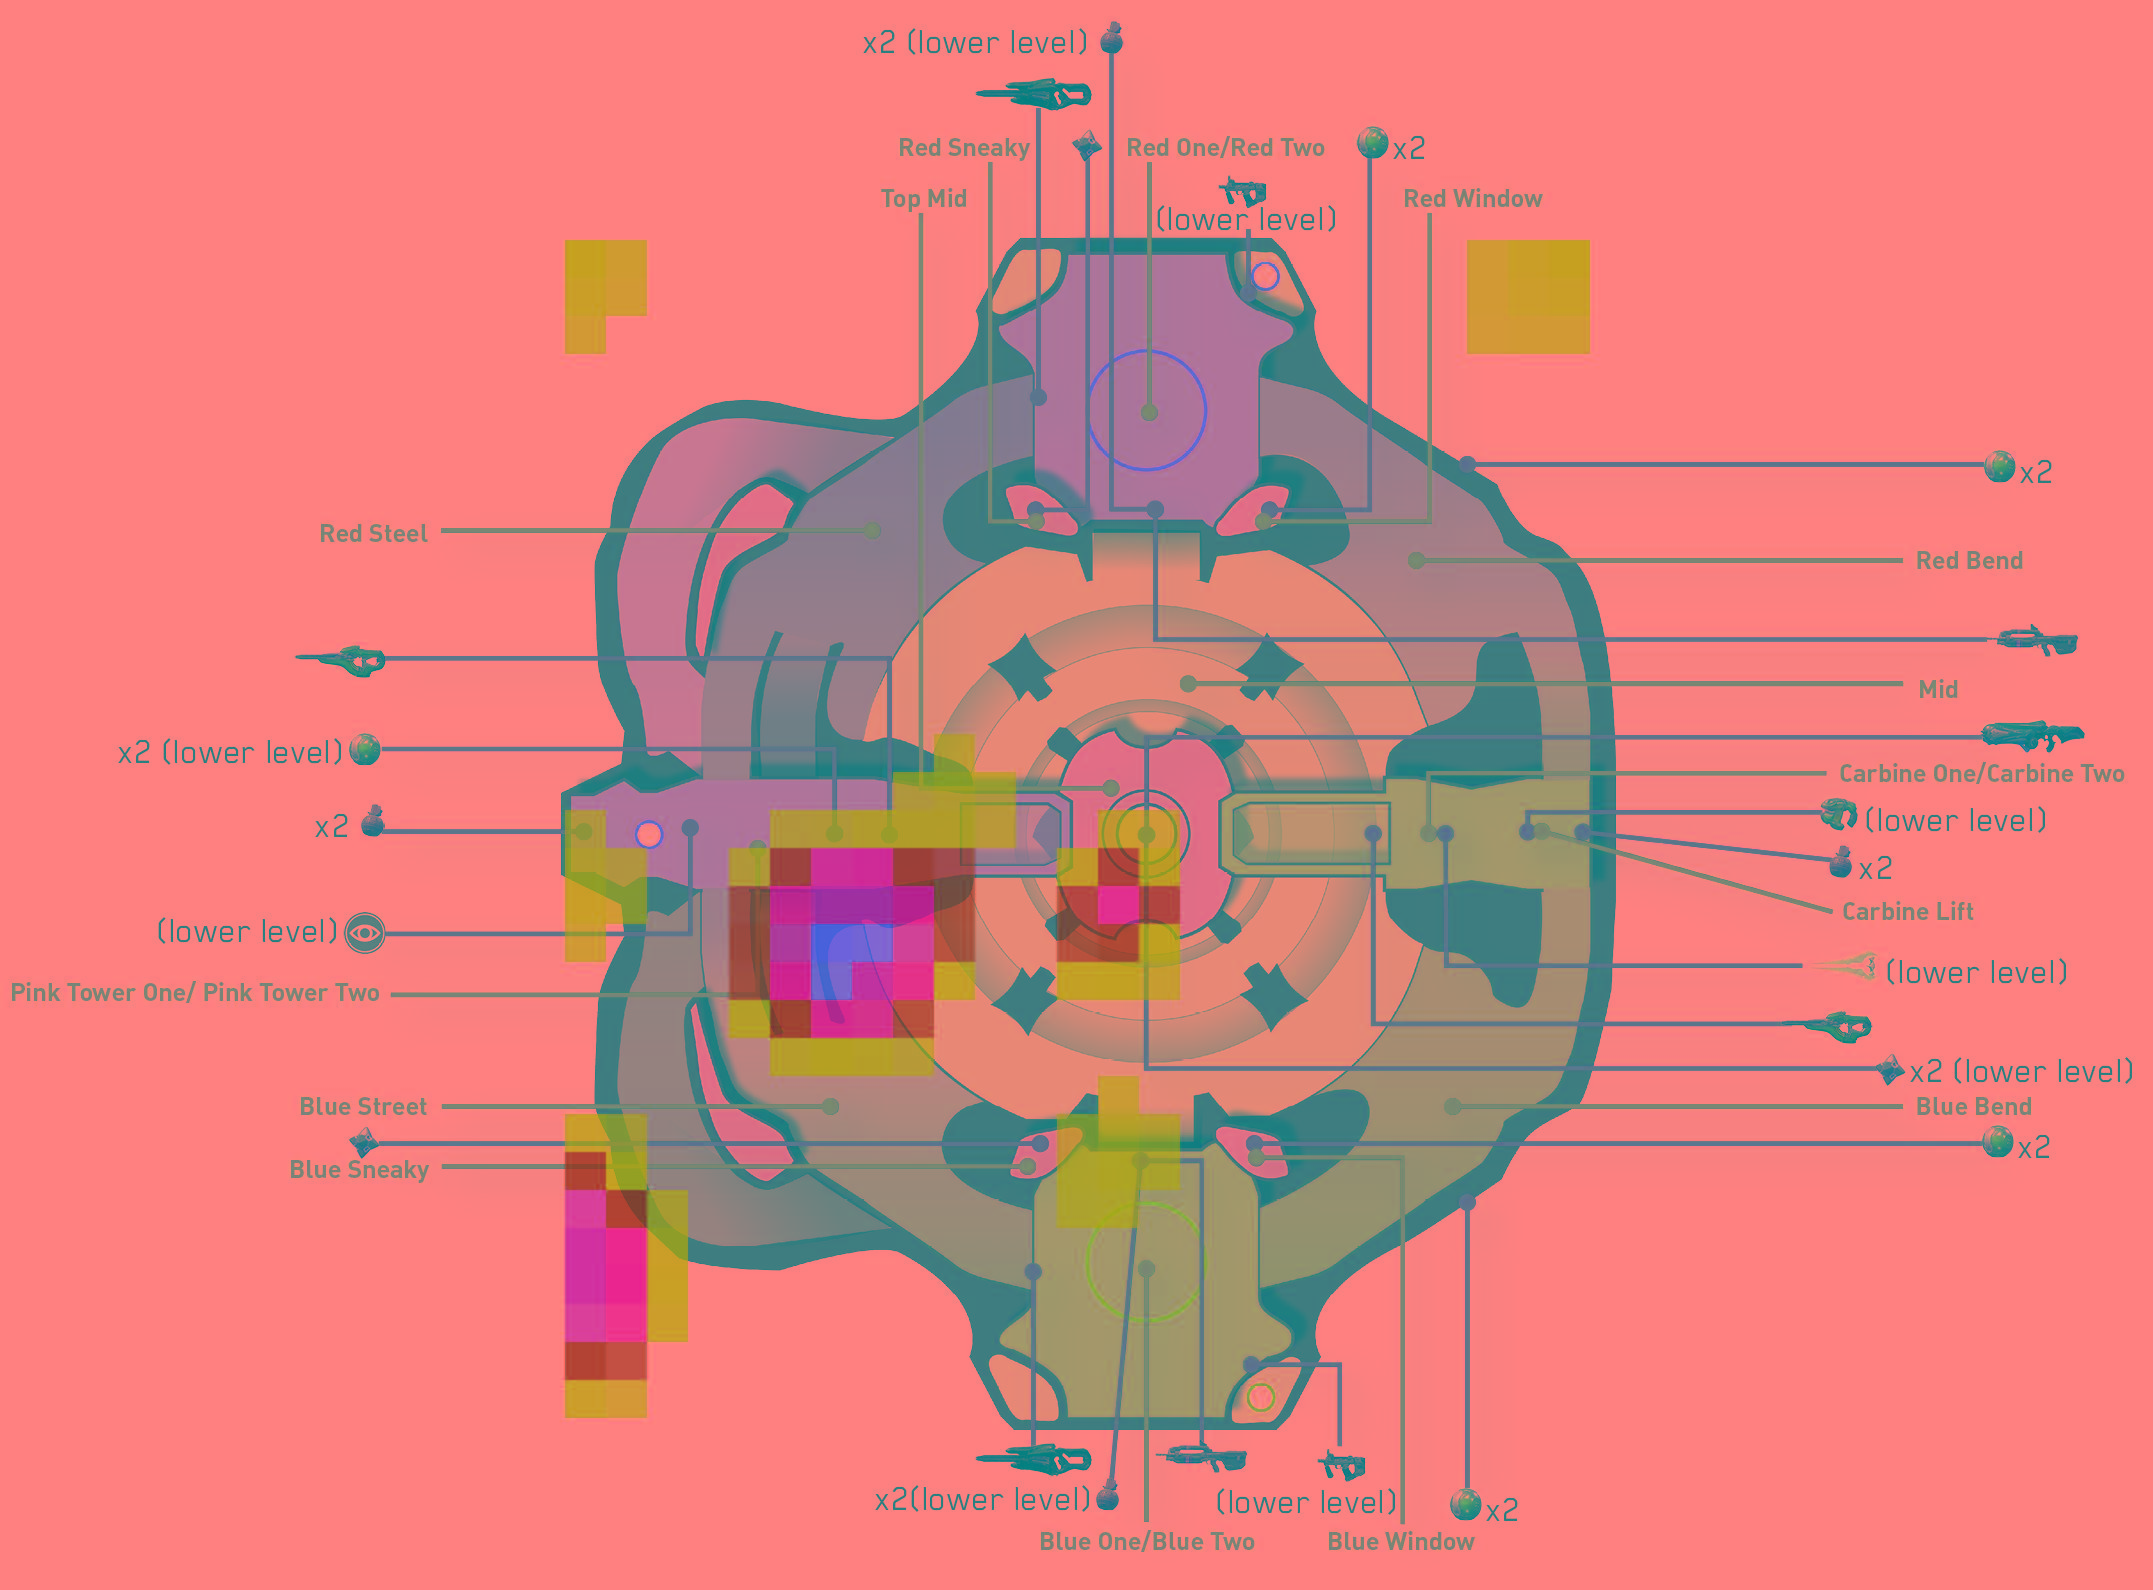 x2 (lower level)
Red Sneaky
Red One/Red Two
x2
Top Mid
(lower level)
Red Window
x2
Red Steel
Red Bend
Mid
x2 (lower level)
Carbine One/Carbine Two
x2
(lower level)
x2
Carbine Lift
(lower level)
(lower level)
Pink Tower One/ Pink Tower Two
x2 (lower level)
Blue Street
Blue Bend
x2
Blue Sneaky
x2(lower level)
(lower level)
x2
Blue One/Blue Two
Blue Window